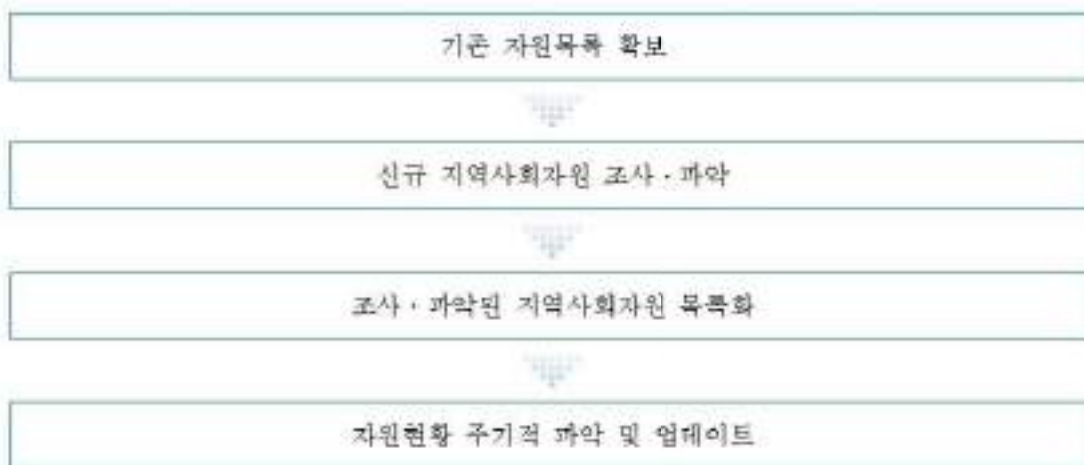 기존 자원목록 확보
신규 지역사회자원 조사·파악
조사·파악된 지역사회자원 목록화
자원현황 주기적 파악 및 업데이트